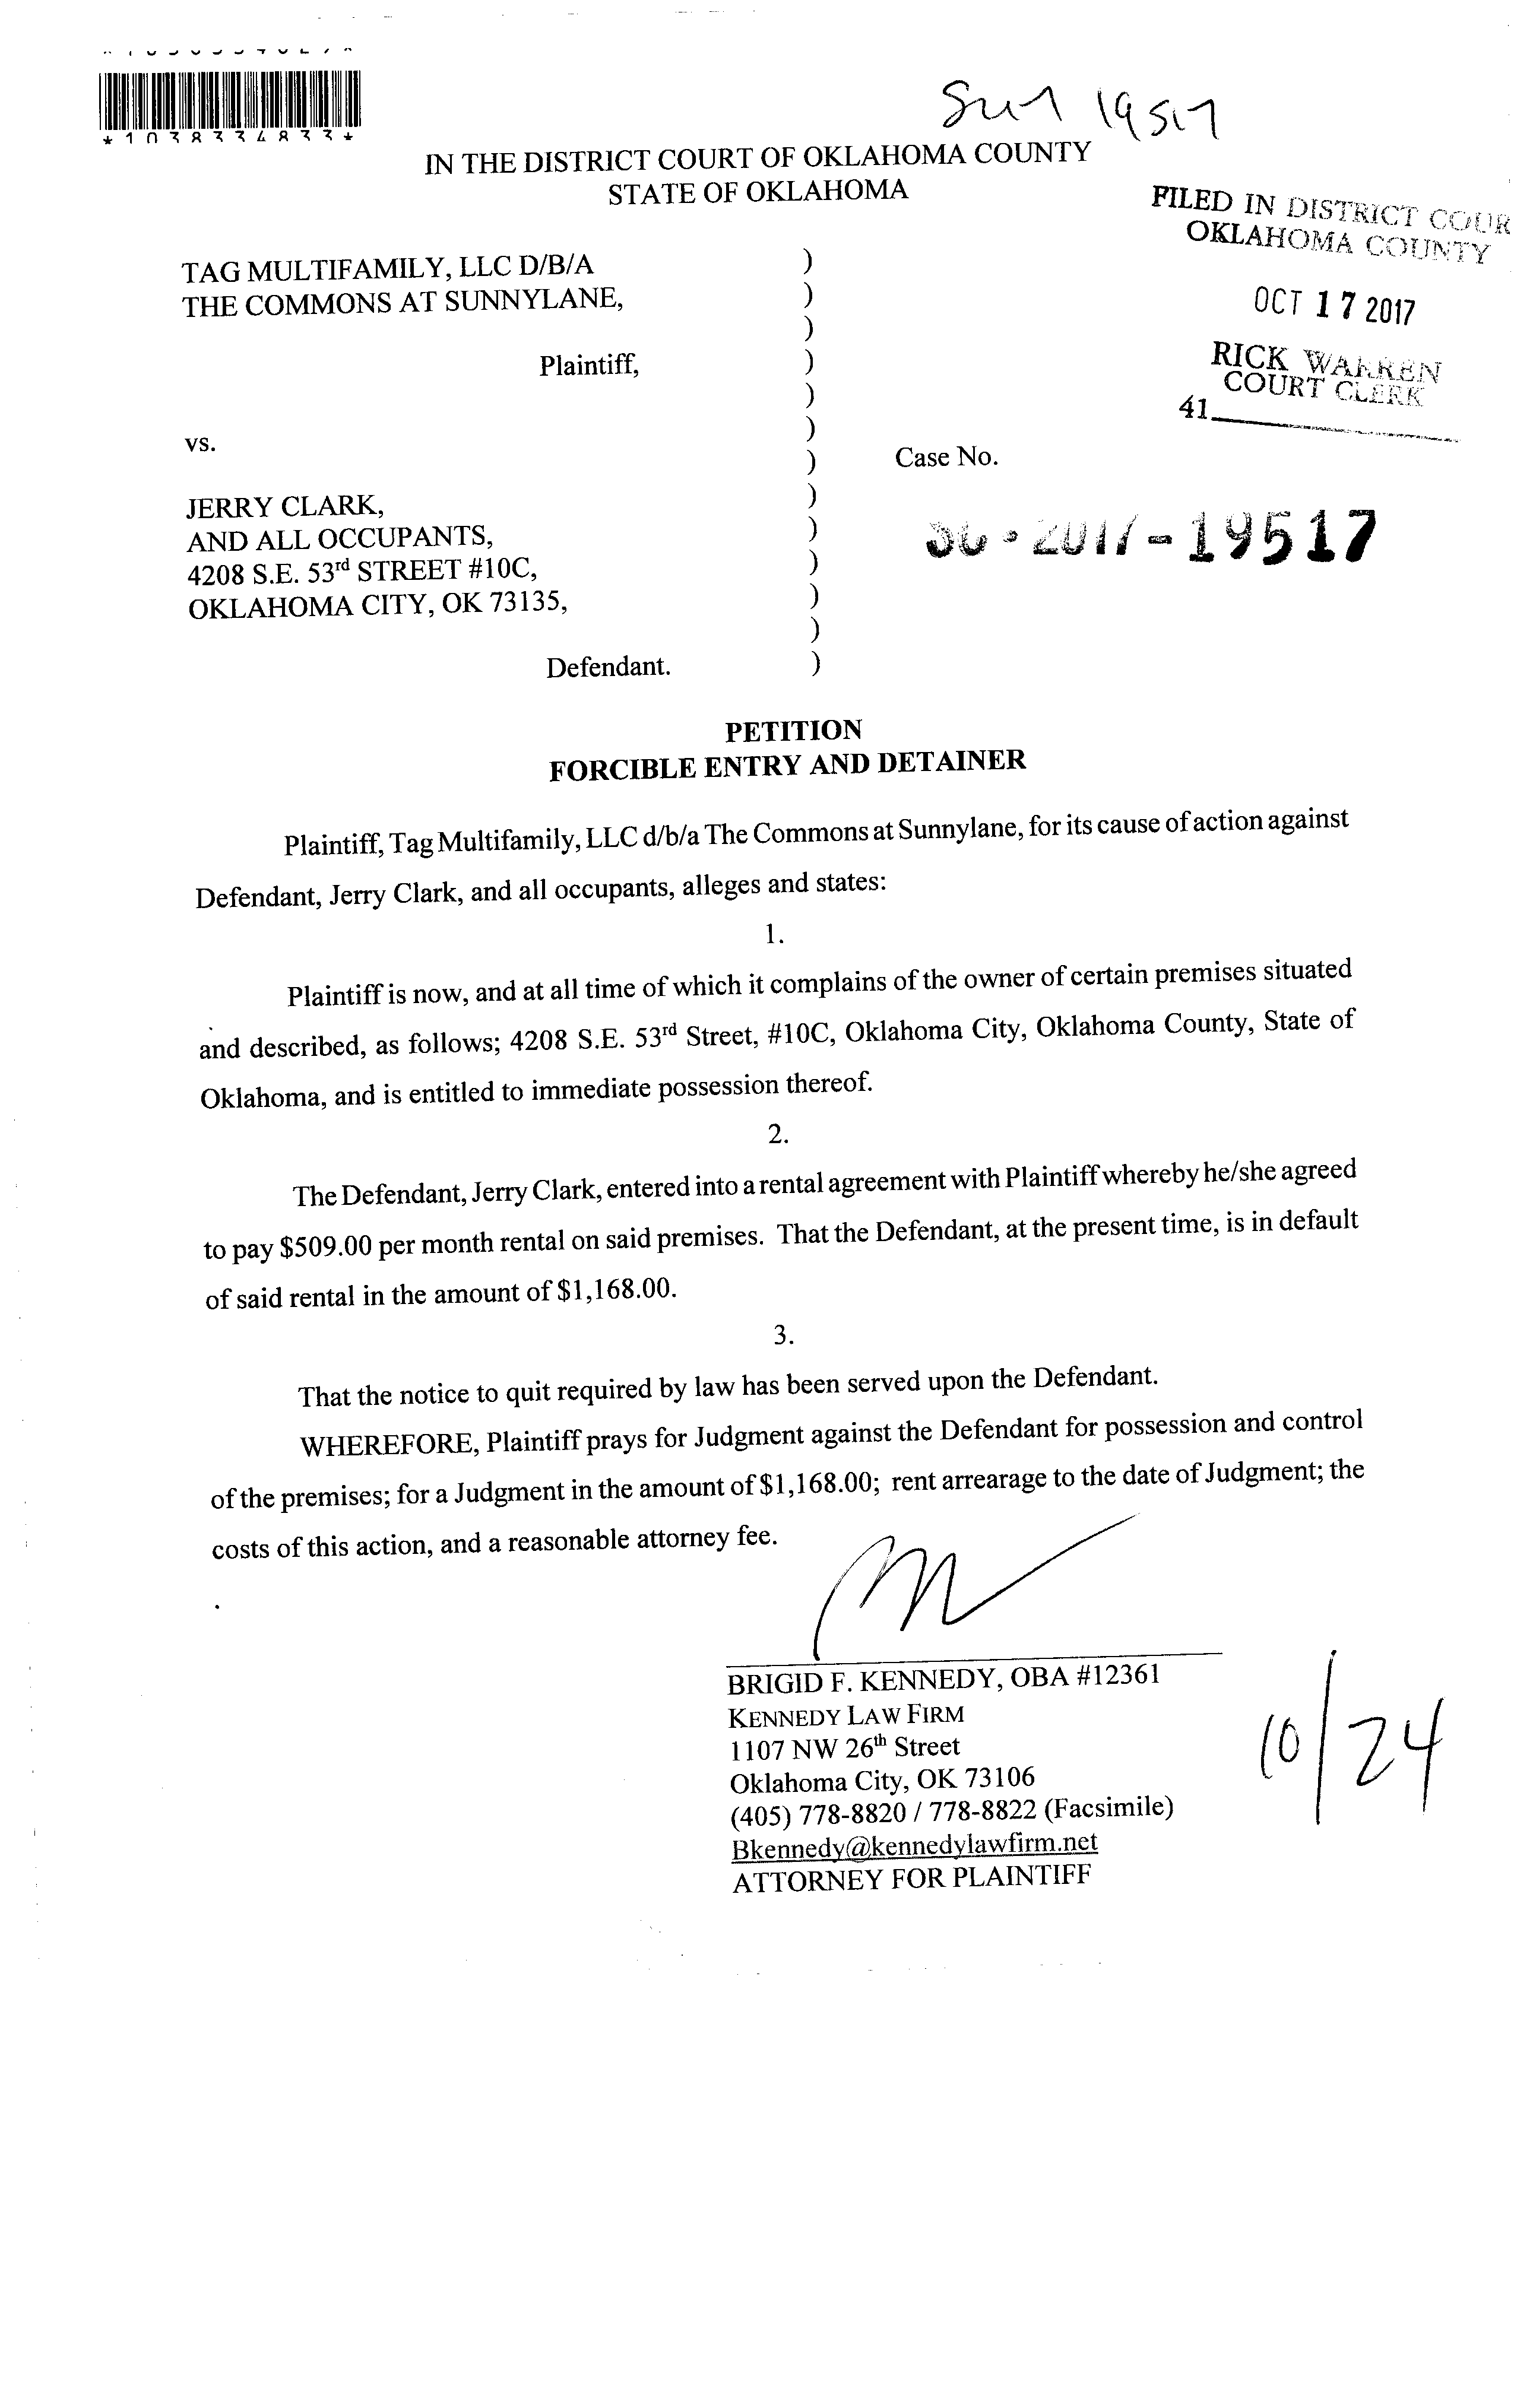 *1038334833*
19517
IN THE DISTRICT COURT OF OKLAHOMA COUNTY
STATE OF OKLAHOMA
FILED IN DISTRICT COUR
OKLAHOMA COUNTY
OCT 17 2017
RICK WARREN
COURT CLERK
41
TAG MULTIFAMILY, LLC D/B/A )
THE COMMONS AT SUNNYLANE, )
)
Plaintiff, )
)
)
vs.
) Case No.
JERRY CLARK, )
AND ALL OCCUPANTS, ) -2017-19517
4208 S.E. 53rd STREET #10C, )
OKLAHOMA CITY, OK 73135, )
)
Defendant. )
PETITION
FORCIBLE ENTRY AND DETAINER
Plaintiff, Tag Multifamily, LLC d/b/a The Commons at Sunnylane, for its cause of action against
Defendant, Jerry Clark, and all occupants, alleges and states:
1.
Plaintiff is now, and at all time of which it complains of the owner of certain premises situated
and described, as follows; 4208 S.E. 53rd Street, #10C, Oklahoma City, Oklahoma County, State of
Oklahoma, and is entitled to immediate possession thereof.
2.
The Defendant, Jerry Clark, entered into a rental agreement with Plaintiff whereby he/she agreed
to pay $509.00 per month rental on said premises. That the Defendant, at the present time, is in default
of said rental in the amount of $1,168.00.
3.
That the notice to quit required by law has been served upon the Defendant.
WHEREFORE, Plaintiff prays for Judgment against the Defendant for possession and control
of the premises; for a Judgment in the amount of $1,168.00; rent arrearage to the date of Judgment; the
costs of this action, and a reasonable attorney fee.
BRIGID F. KENNEDY, OBA #12361
KENNEDY LAW FIRM
1107 NW 26th Street
Oklahoma City, OK 73106
(405) 778-8820 / 778-8822 (Facsimile)
Bkennedy@kennedylawfirm.net
ATTORNEY FOR PLAINTIFF
10/24